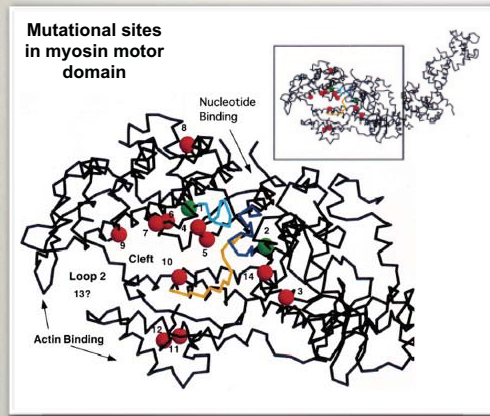 Mutational sites
in myosin motor
domain
Nucleotide
Binding
8
6
7
4
2
9
5
Cleft 10
Loop 2
14
13?
3
Actin Binding
12
11